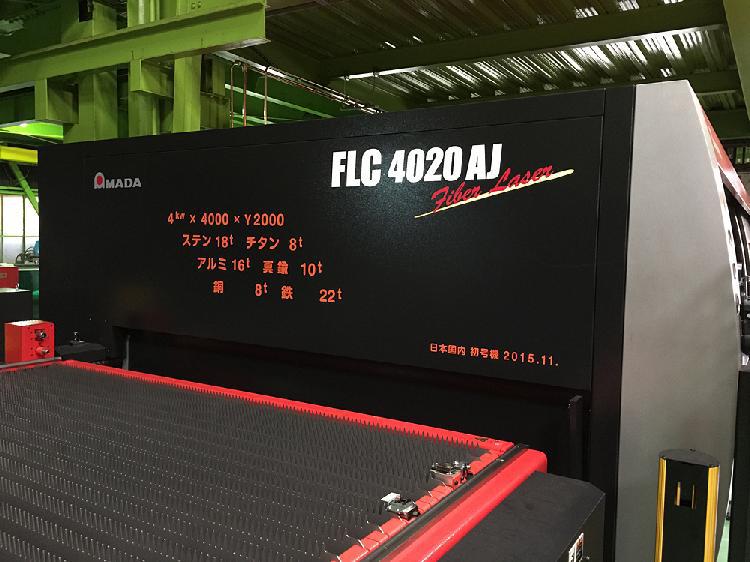 AMADA
FLC 4020 AJ
Fiber Laser
4kw × 4000 × Y2000
ステン 18t チタン 8t
アルミ 16t 真鍮 10t
銅 8t 鉄 22t
日本国内 初号機 2015.11.